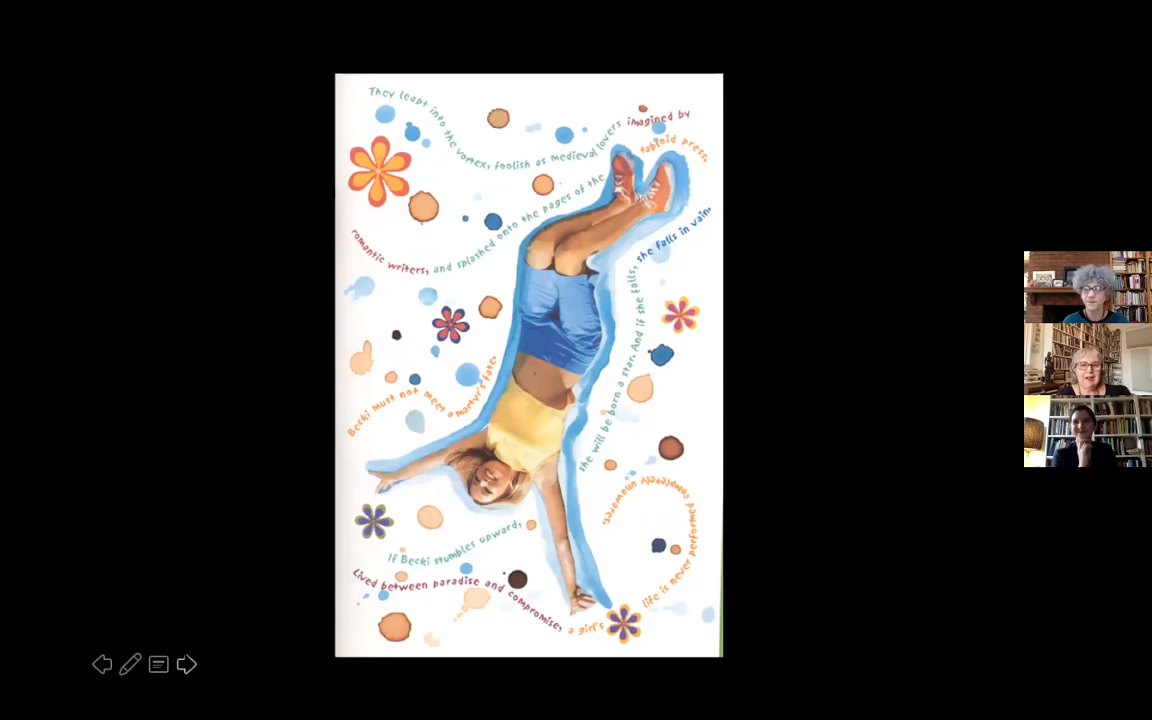 They leapt into the vortex, foolish as medieval lovers imagined by
romantic writers, and splashed onto the pages of the tabloid press.
Becki must not meet a martyr's fate.
If Becki stumbles upward,
she will be born a star. And if she falls, she falls in vain.
Lived between paradise and compromise, a girl's life is never performed completely unawares.